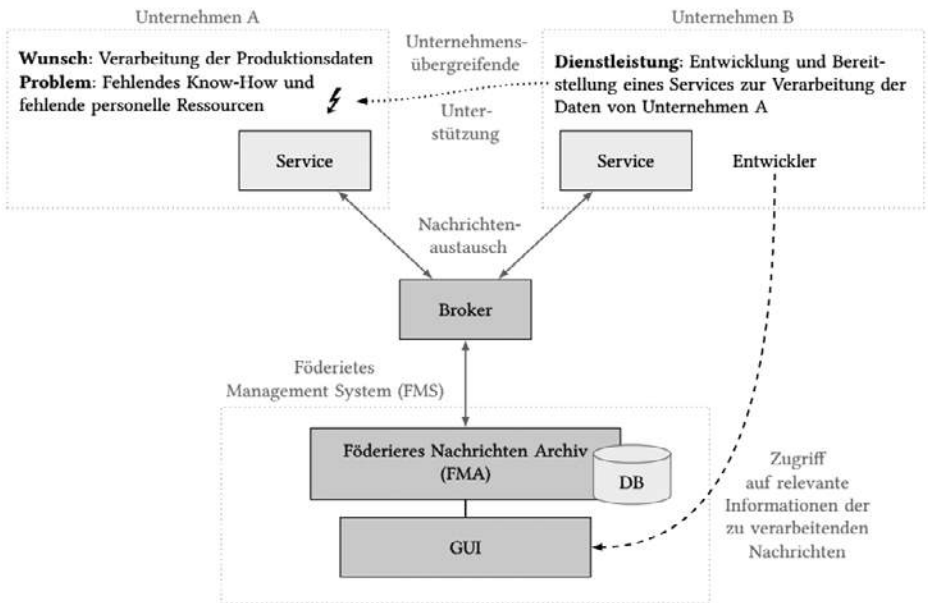 Unternehmen A
Wunsch: Verarbeitung der Produktionsdaten
Problem: Fehlendes Know-How und
fehlende personelle Ressourcen
Service
Unternehmens-
übergreifende
Unter-
stützung
Unternehmen B
Dienstleistung: Entwicklung und Bereit-
stellung eines Services zur Verarbeitung der
Daten von Unternehmen A
Service
Entwickler
Nachrichten-
austausch
Broker
Föderietes
Management System (FMS)
Föderieres Nachrichten Archiv
(FMA)
DB
GUI
Zugriff
auf relevante
Informationen der
zu verarbeitenden
Nachrichten